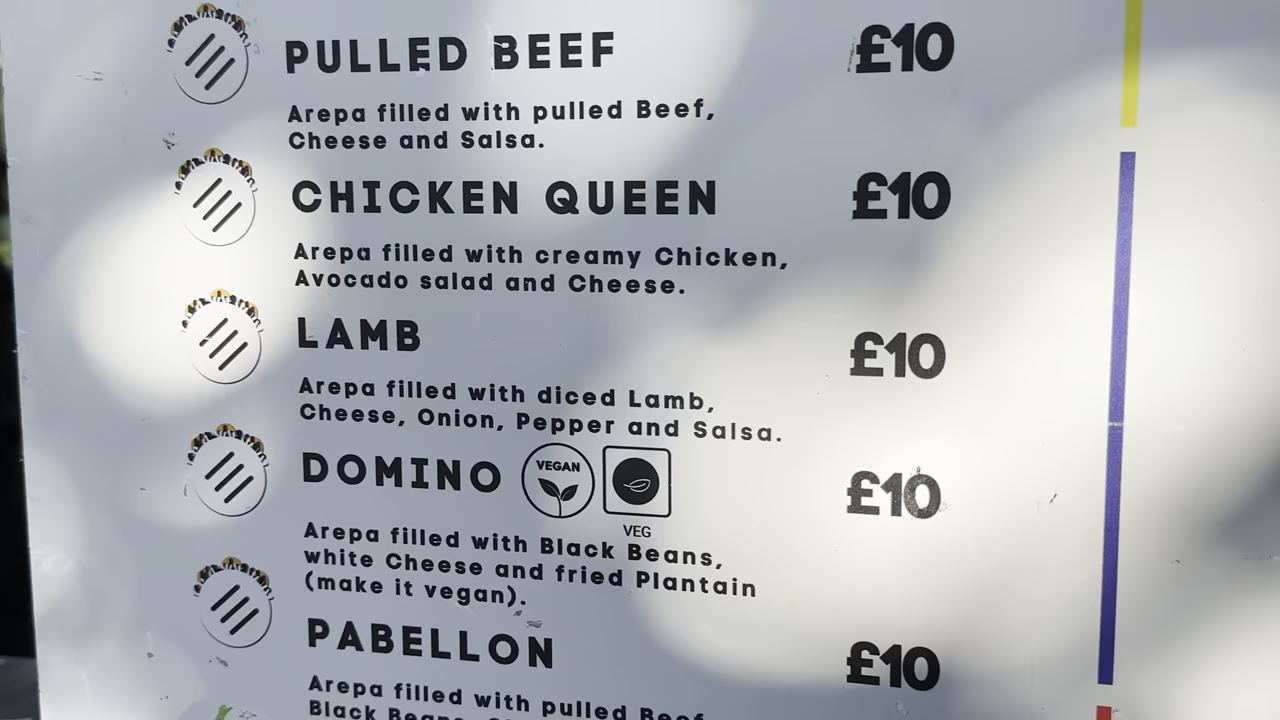 PULLED BEEF £10
Arepa filled with pulled Beef,
Cheese and Salsa.
CHICKEN QUEEN £10
Arepa filled with creamy Chicken,
Avocado salad and Cheese.
LAMB £10
Arepa filled with diced Lamb,
Cheese, Onion, Pepper and Salsa.
DOMINO VEGAN £10
VEG
Arepa filled with Black Beans,
white Cheese and fried Plantain
(make it vegan).
PABELLON £10
Arepa filled with pulled Beef,
Black Beans,